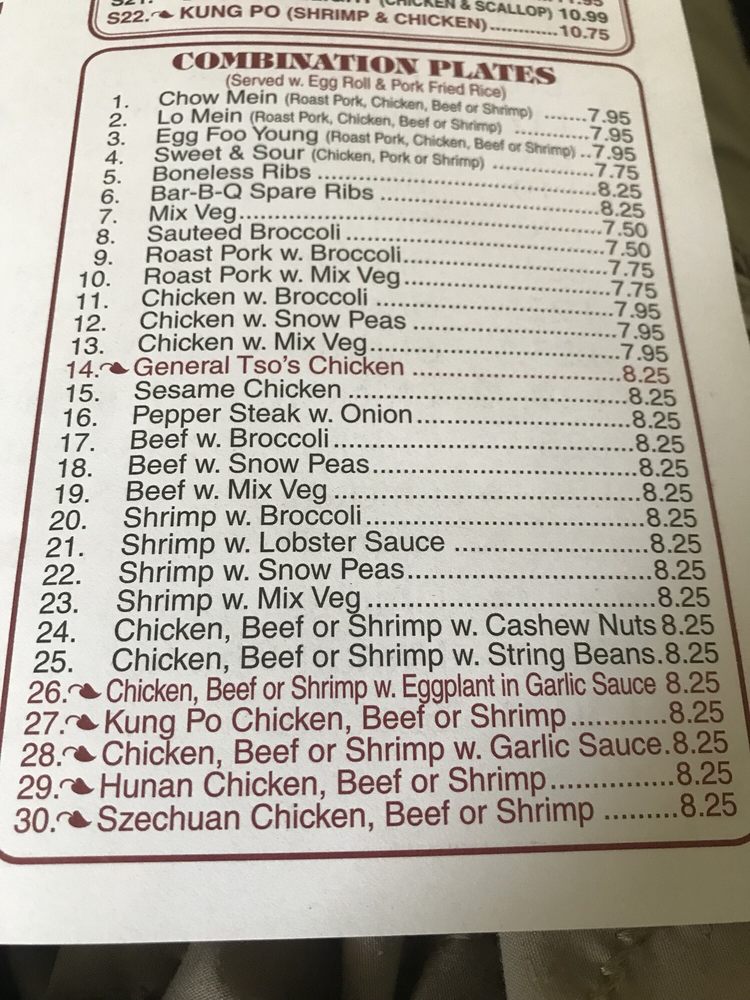 (CHICKEN & SCALLOP) 10.99
S22. KUNG PO (SHRIMP & CHICKEN)............10.75
COMBINATION PLATES
(Served w. Egg Roll & Pork Fried Rice)
1. Chow Mein (Roast Pork, Chicken, Beef or Shrimp) .......7.95
2. Lo Mein (Roast Pork, Chicken, Beef or Shrimp) ............7.95
3. Egg Foo Young (Roast Pork, Chicken, Beef or Shrimp) ..7.95
4. Sweet & Sour (Chicken, Pork or Shrimp) .................7.75
5. Boneless Ribs ....................................8.25
6. Bar-B-Q Spare Ribs ............................8.25
7. Mix Veg..............................................7.50
8. Sauteed Broccoli .................................7.50
9. Roast Pork w. Broccoli..........................7.75
10. Roast Pork w. Mix Veg..........................7.75
11. Chicken w. Broccoli ..............................7.95
12. Chicken w. Snow Peas ..........................7.95
13. Chicken w. Mix Veg...............................7.95
14. General Tso's Chicken ..........................8.25
15. Sesame Chicken ..................................8.25
16. Pepper Steak w. Onion..........................8.25
17. Beef w. Broccoli....................................8.25
18. Beef w. Snow Peas................................8.25
19. Beef w. Mix Veg ....................................8.25
20. Shrimp w. Broccoli.................................8.25
21. Shrimp w. Lobster Sauce .......................8.25
22. Shrimp w. Snow Peas.............................8.25
23. Shrimp w. Mix Veg .................................8.25
24. Chicken, Beef or Shrimp w. Cashew Nuts 8.25
25. Chicken, Beef or Shrimp w. String Beans.8.25
26. Chicken, Beef or Shrimp w. Eggplant in Garlic Sauce 8.25
27. Kung Po Chicken, Beef or Shrimp............8.25
28. Chicken, Beef or Shrimp w. Garlic Sauce.8.25
29. Hunan Chicken, Beef or Shrimp...............8.25
30. Szechuan Chicken, Beef or Shrimp .........8.25